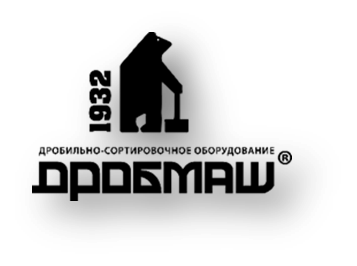 1932
ДРОБИЛЬНО-СОРТИРОВОЧНОЕ ОБОРУДОВАНИЕ
ДРОБМАШ®